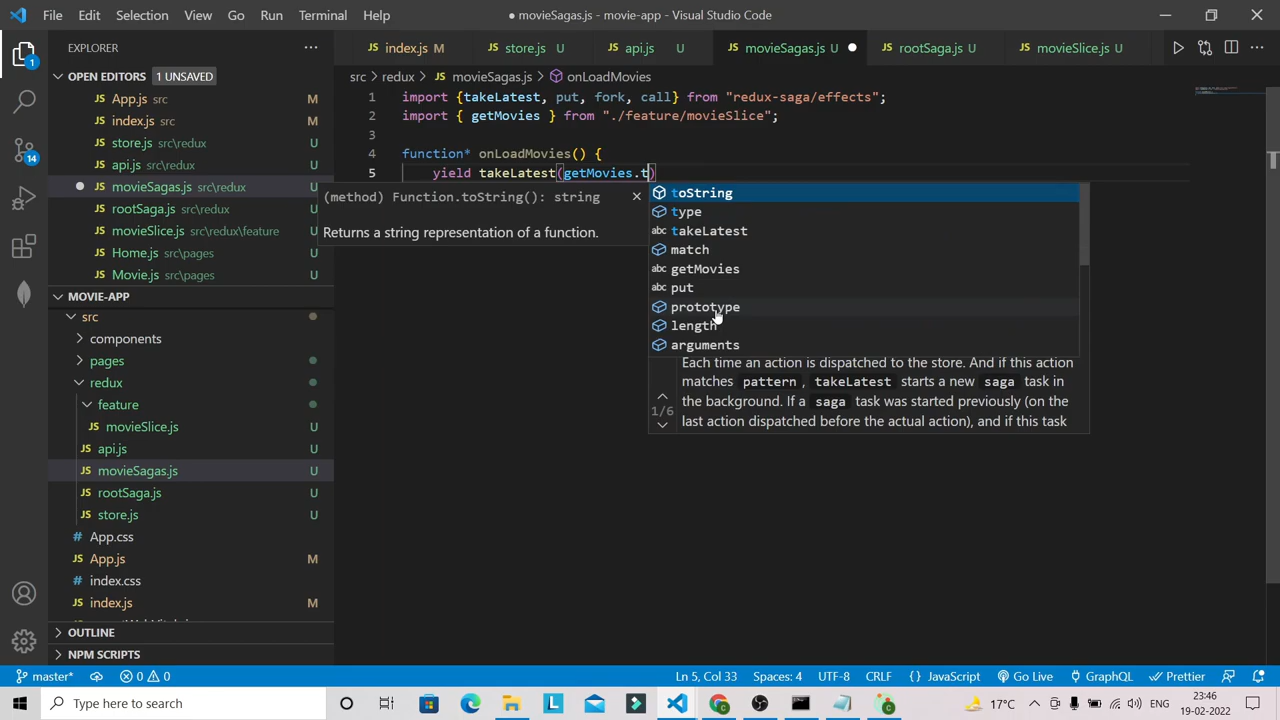 File Edit Selection View Go Run Terminal Help
● movieSagas.js - movie-app - Visual Studio Code
EXPLORER
index.js M
store.js U
api.js U
movieSagas.js U
rootSaga.js U
movieSlice.js U
OPEN EDITORS 1 UNSAVED
JS App.js src M
JS index.js src M
JS store.js src\redux U
JS api.js src\redux U
JS movieSagas.js src\redux U
JS rootSaga.js src\redux U
JS movieSlice.js src\redux\feature U
JS Home.js src\pages U
JS Movie.js src\pages U
MOVIE-APP
src
components
pages
redux
feature
JS movieSlice.js U
JS api.js U
JS movieSagas.js U
JS rootSaga.js U
JS store.js U
# App.css
JS App.js M
# index.css
JS index.js M
OUTLINE
NPM SCRIPTS
src > redux > JS movieSagas.js > onLoadMovies
1 import {takeLatest, put, fork, call} from "redux-saga/effects";
2 import { getMovies } from "./feature/movieSlice";
3
4 function* onLoadMovies() {
5 yield takeLatest(getMovies.t)
(method) Function.toString(): string
Returns a string representation of a function.
toString
type
abc takeLatest
match
abc getMovies
abc put
prototype
length
arguments
1/6
Each time an action is dispatched to the store. And if this action
matches pattern, takeLatest starts a new saga task in
the background. If a saga task was started previously (on the
last action dispatched before the actual action), and if this task
master* 0 0 Ln 5, Col 33 Spaces: 4 UTF-8 CRLF {} JavaScript Go Live GraphQL Prettier
Type here to search
17°C ENG
23:46
19-02-2022
1
14